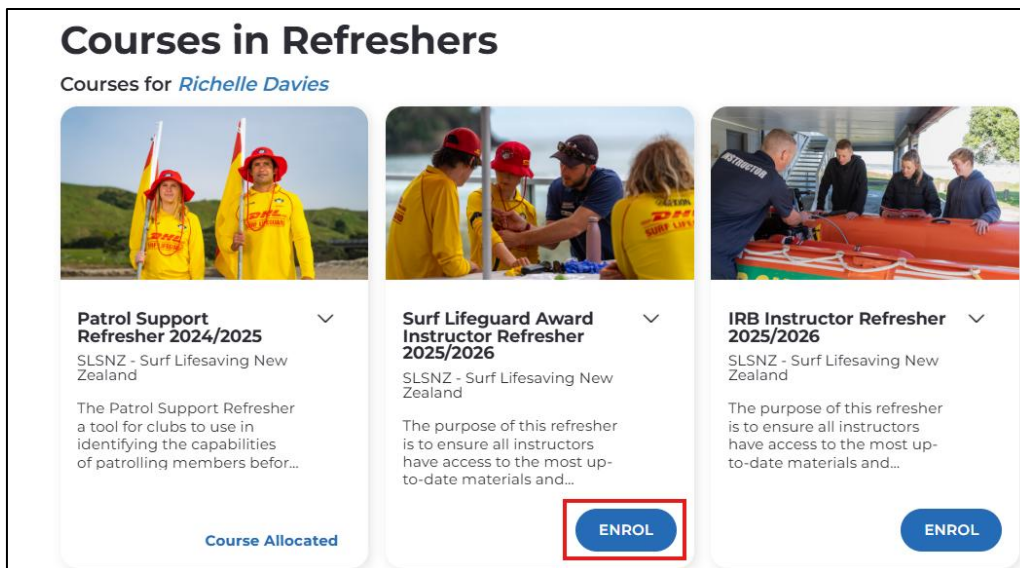 Courses in Refreshers
Courses for Richelle Davies
INSTRUCTOR
DHL
SURF LIFEGUARD
Patrol Support
Refresher 2024/2025
SLSNZ - Surf Lifesaving New
Zealand
The Patrol Support Refresher
a tool for clubs to use in
identifying the capabilities
of patrolling members befor...
Course Allocated
Surf Lifeguard Award
Instructor Refresher
2025/2026
SLSNZ - Surf Lifesaving New
Zealand
The purpose of this refresher
is to ensure all instructors
have access to the most up-
to-date materials and...
ENROL
IRB Instructor Refresher
2025/2026
SLSNZ - Surf Lifesaving New
Zealand
The purpose of this refresher
is to ensure all instructors
have access to the most up-
to-date materials and...
ENROL